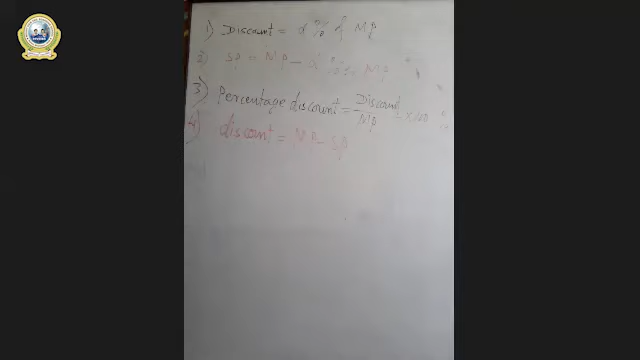 1) Discount = d% of MP
2) SP = MP - d% of MP
3) Percentage discount = Discount / MP × 100
4) discount = MP - SP